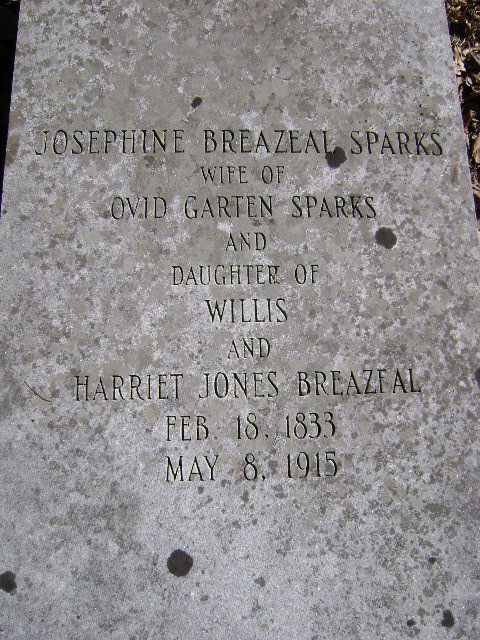 JOSEPHINE BREAZEAL SPARKS
WIFE OF
OVID GARTEN SPARKS
AND
DAUGHTER OF
WILLIS
AND
HARRIET JONES BREAZEAL
FEB. 18. 1833
MAY 8. 1915